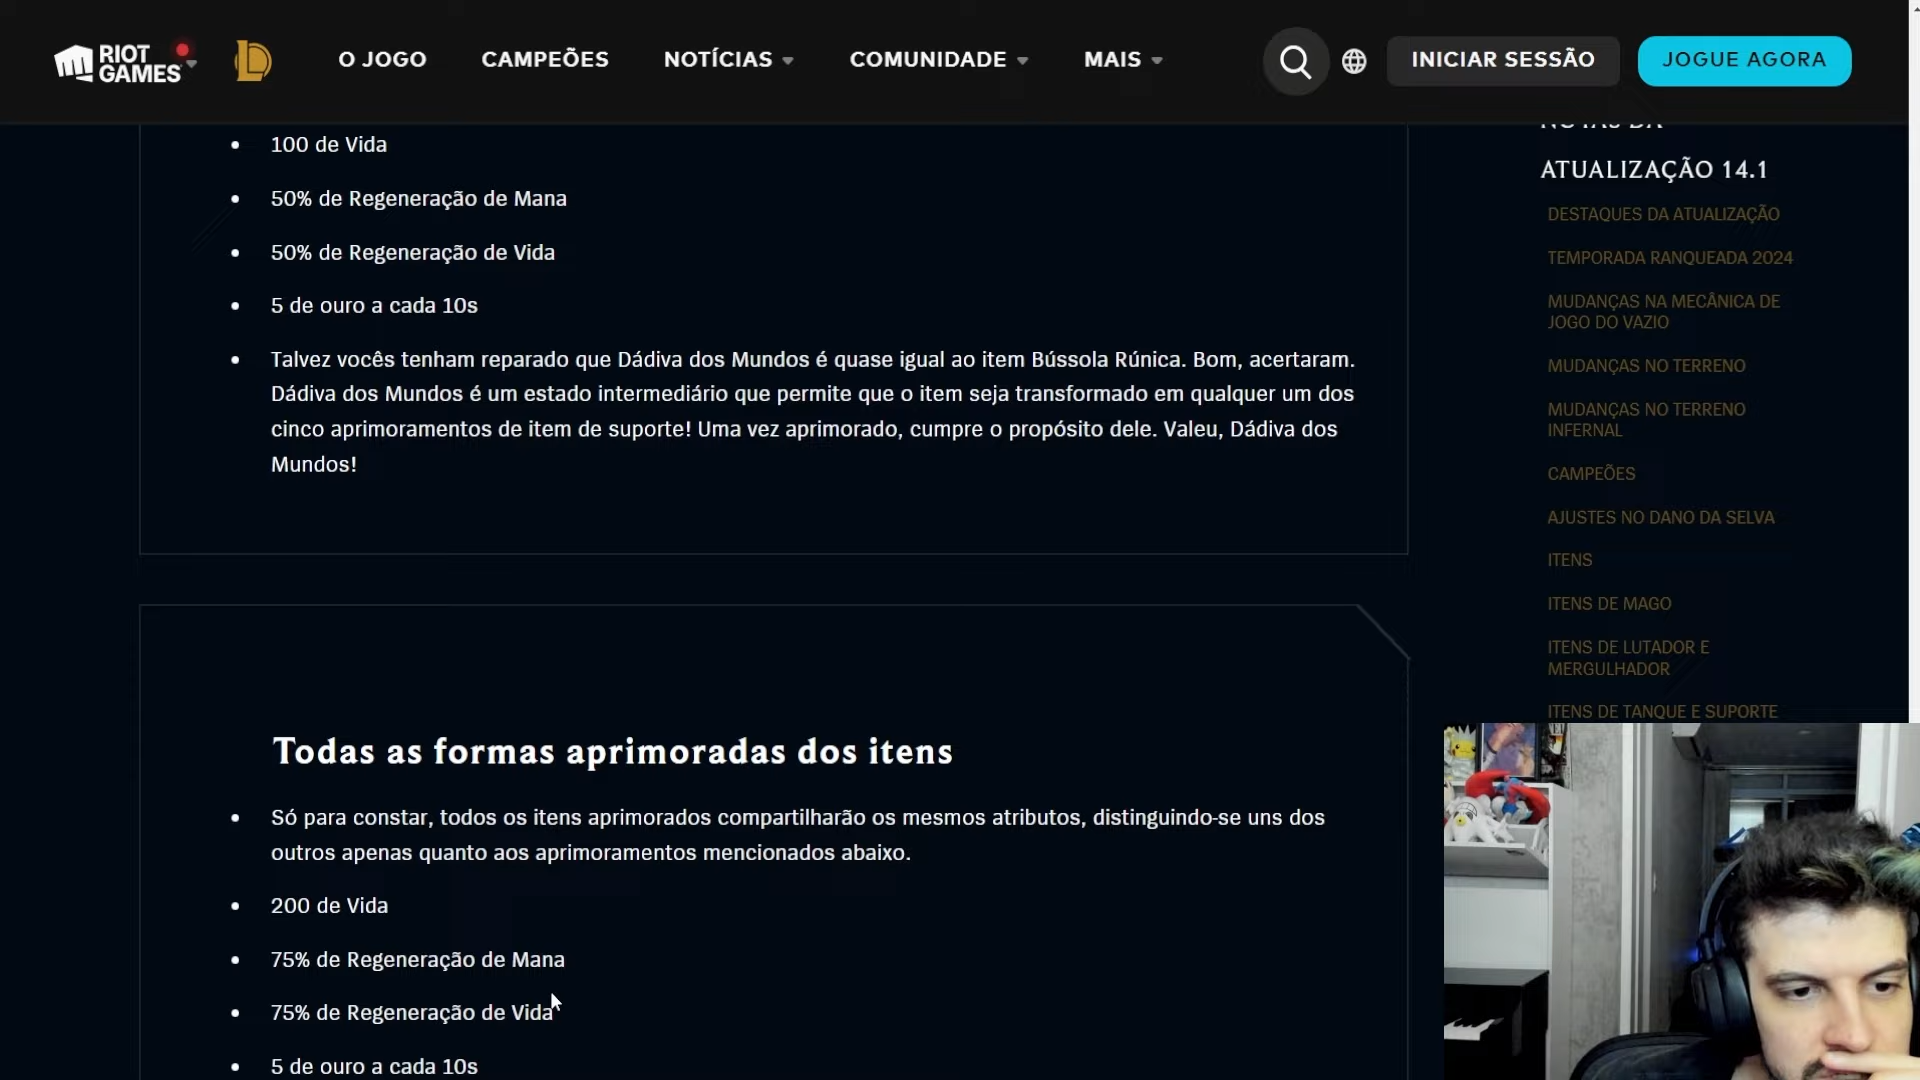 RIOT
GAMES
O JOGO
CAMPEÕES
NOTÍCIAS
COMUNIDADE
MAIS
INICIAR SESSÃO
JOGUE AGORA
100 de Vida
50% de Regeneração de Mana
50% de Regeneração de Vida
5 de ouro a cada 10s
Talvez vocês tenham reparado que Dádiva dos Mundos é quase igual ao item Bússola Rúnica. Bom, acertaram.
Dádiva dos Mundos é um estado intermediário que permite que o item seja transformado em qualquer um dos
cinco aprimoramentos de item de suporte! Uma vez aprimorado, cumpre o propósito dele. Valeu, Dádiva dos
Mundos!
Todas as formas aprimoradas dos itens
Só para constar, todos os itens aprimorados compartilharão os mesmos atributos, distinguindo-se uns dos
outros apenas quanto aos aprimoramentos mencionados abaixo.
200 de Vida
75% de Regeneração de Mana
75% de Regeneração de Vida
5 de ouro a cada 10s
NOTAS DA
ATUALIZAÇÃO 14.1
DESTAQUES DA ATUALIZAÇÃO
TEMPORADA RANQUEADA 2024
MUDANÇAS NA MECÂNICA DE
JOGO DO VAZIO
MUDANÇAS NO TERRENO
MUDANÇAS NO TERRENO
INFERNAL
CAMPEÕES
AJUSTES NO DANO DA SELVA
ITENS
ITENS DE MAGO
ITENS DE LUTADOR E
MERGULHADOR
ITENS DE TANQUE E SUPORTE